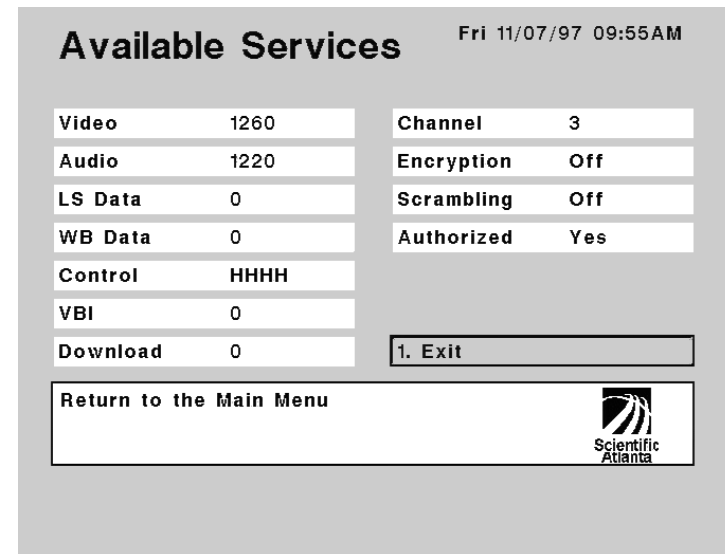 Available Services
Fri 11/07/97 09:55AM
Video 1260
Audio 1220
LS Data 0
WB Data 0
Control HHHH
VBI 0
Download 0
Channel 3
Encryption Off
Scrambling Off
Authorized Yes
1. Exit
Return to the Main Menu
Scientific
Atlanta